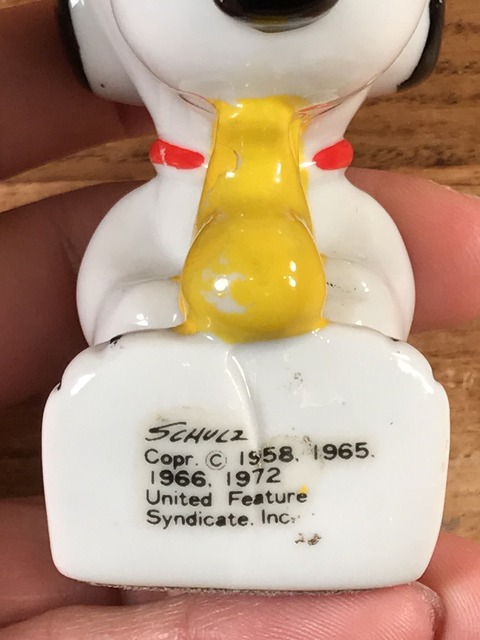 SCHULZ
Copr. © 1958, 1965.
1966, 1972
United Feature
Syndicate. Inc.